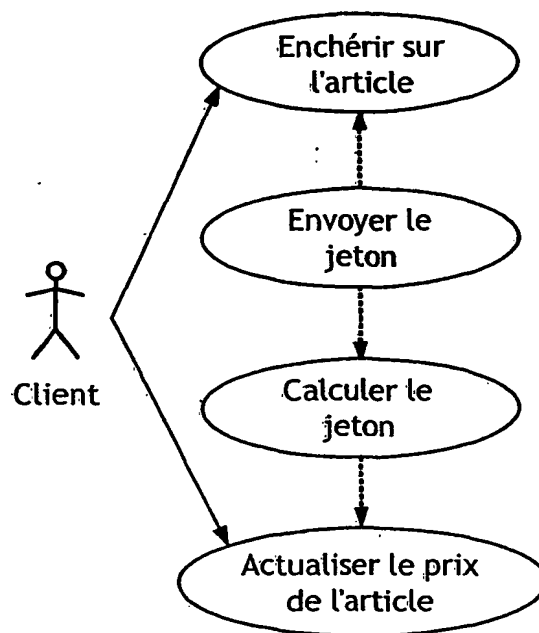 Enchérir sur
l'article
Envoyer le
jeton
Client
Calculer le
jeton
Actualiser le prix
de l'article